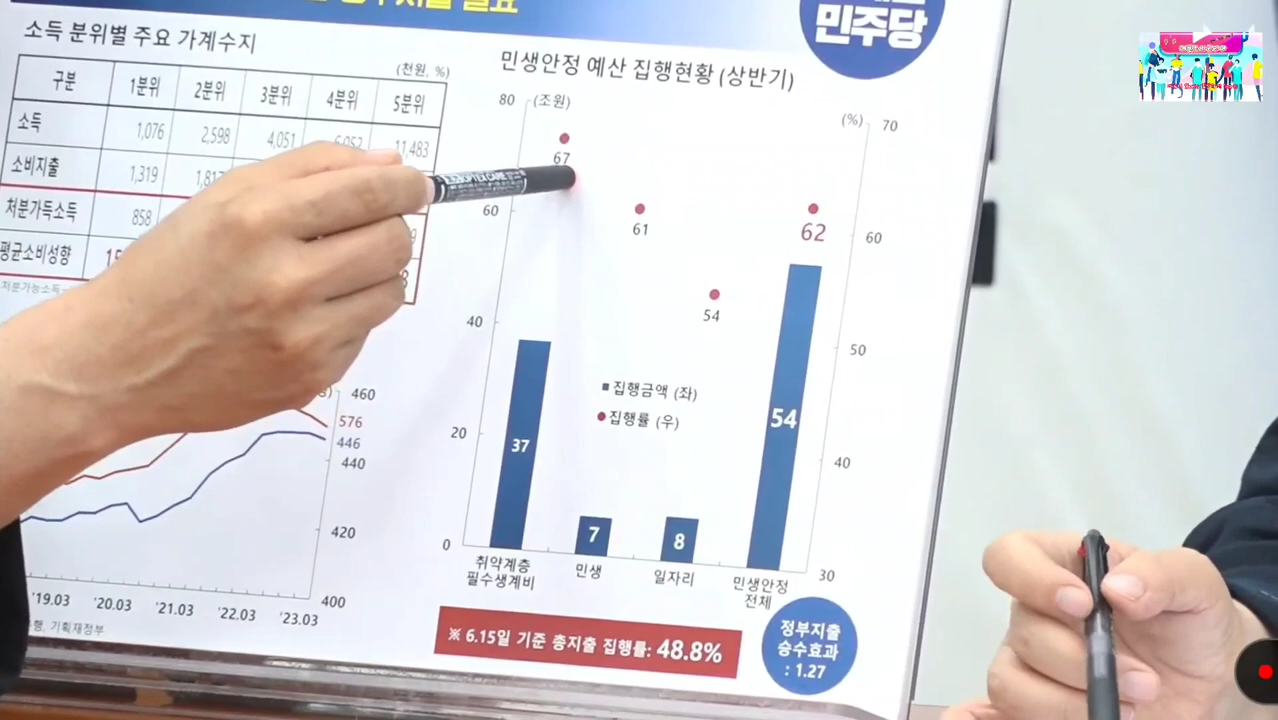 민주당
소득 분위별 주요 가계수지
(천원, %)
구분 1분위 2분위 3분위 4분위 5분위
소득 1,076 2,598 4,051 6,052 11,483
소비지출 1,319
처분가득소득 858
평균소비성향
460
576
446
440
420
400
'19.03 '20.03 '21.03 '22.03 '23.03
기획재정부
민생안정 예산 집행현황 (상반기)
80 (조원)
(%) 70
67
60
61
62
60
54
40
50
집행금액 (좌)
집행률 (우)
20
37
54
40
7
8
0
30
취약계층 필수생계비
민생
일자리
민생안정 전체
※ 6.15일 기준 총지출 집행률: 48.8%
정부지출
승수효과
: 1.27